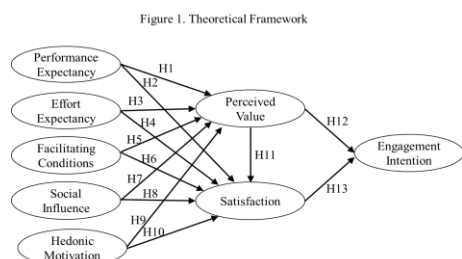 Figure 1. Theoretical Framework
Performance
Expectancy
H1
H2
Effort
Expectancy
H3
H4
Perceived
Value
H12
Facilitating
Conditions
H5
H6
H11
Engagement
Intention
H7
H13
Social
Influence
H8
Satisfaction
H9
H10
Hedonic
Motivation